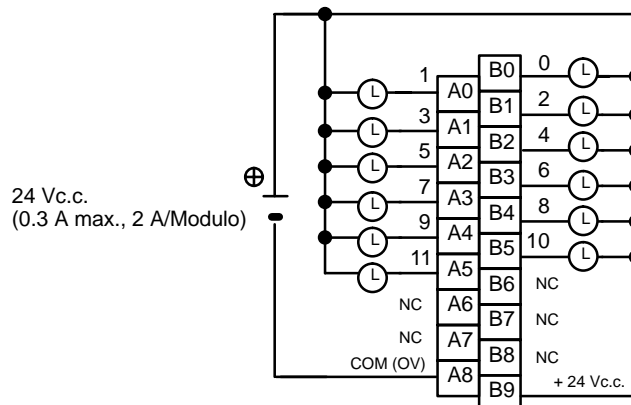 B0 0 L
1 L A0
B1 2 L
3 L A1
B2 4 L
5 L A2
B3 6 L
7 L A3
B4 8 L
9 L A4
B5 10 L
11 L A5
B6 NC
NC A6
B7 NC
NC A7
B8 NC
COM (OV) A8
B9 + 24 Vc.c.
24 Vc.c.
(0.3 A max., 2 A/Modulo)